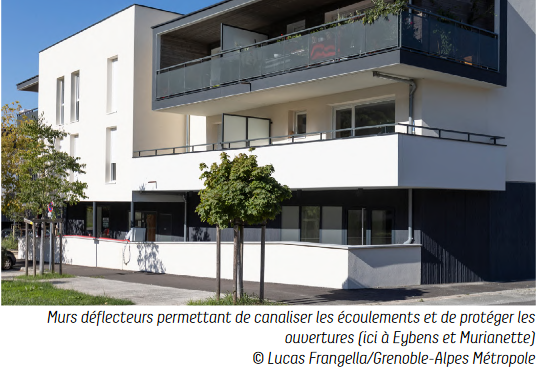 Murs déflecteurs permettant de canaliser les écoulements et de protéger les
ouvertures (ici à Eybens et Murianette)
© Lucas Frangella/Grenoble-Alpes Métropole